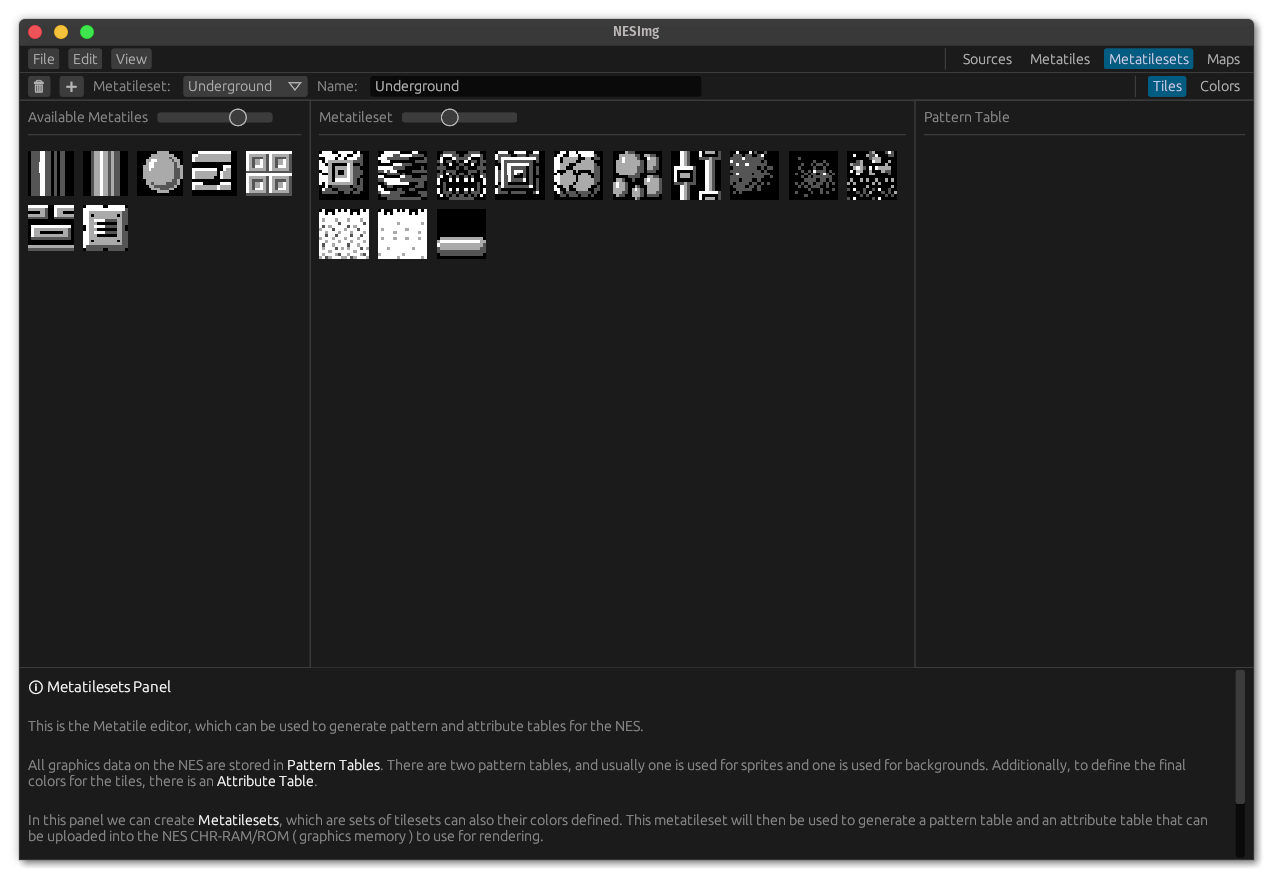 NESImg
File Edit View Sources Metatiles Metatilesets Maps
Metatileset: Underground Name: Underground Tiles Colors
Available Metatiles Metatileset Pattern Table
Metatilesets Panel
This is the Metatile editor, which can be used to generate pattern and attribute tables for the NES.
All graphics data on the NES are stored in Pattern Tables. There are two pattern tables, and usually one is used for sprites and one is used for backgrounds. Additionally, to define the final
colors for the tiles, there is an Attribute Table.
In this panel we can create Metatilesets, which are sets of tilesets can also their colors defined. This metatileset will then be used to generate a pattern table and an attribute table that can
be uploaded into the NES CHR-RAM/ROM ( graphics memory ) to use for rendering.